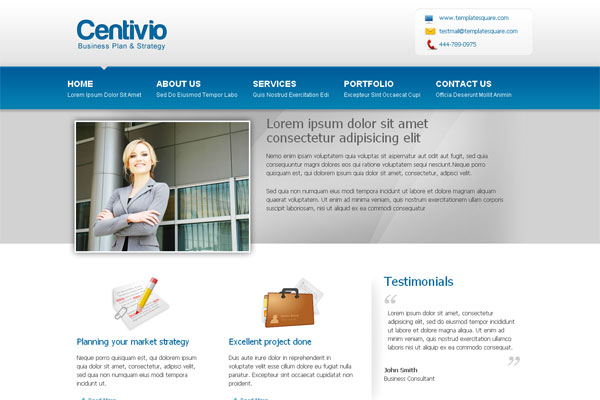 Centivio
Business Plan & Strategy
www.templatesquare.com
testmail@templatesquare.com
444-789-0975
HOME
Lorem Ipsum Dolor Sit Amet
ABOUT US
Sed Do Eiusmod Tempor Labo
SERVICES
Quis Nostrud Exercitation Edi
PORTFOLIO
Excepteur Sint Occaecat Cupi
CONTACT US
Officia Deserunt Mollit Animin
Lorem ipsum dolor sit amet
consectetur adipisicing elit
Nemo enim ipsam voluptatem quia voluptas sit aspernatur aut odit aut fugit, sed quia
consequuntur magni dolores eos qui ratione voluptatem sequi nesciunt.Neque porro
quisquam est, qui dolorem ipsum quia dolor sit amet, consectetur, adipisci velit.
Sed quia non numquam eius modi tempora incidunt ut labore et dolore magnam aliquam
quaerat voluptatem. Ut enim ad minima veniam, quis nostrum exercitationem ullam corporis
suscipit laboriosam, nisi ut aliquid ex ea commodi consequatur
Planning your market strategy
Neque porro quisquam est, qui dolorem ipsum
quia dolor sit amet, consectetur, adipisci velit,
sed quia non numquam eius modi tempora
incidunt ut.
Read More
Excellent project done
Duis aute irure dolor in reprehenderit in
voluptate velit esse cillum dolore eu fugiat nulla
pariatur. Excepteur sint occaecat cupidatat non
proident.
Read More
Testimonials
“
Lorem ipsum dolor sit amet, consectetur
adipisicing elit, sed do eiusmod tempor
incididunt ut labore et dolore magna aliqua. Ut
enim ad minim veniam, quis nostrud
exercitation ullamco laboris nisi ut aliquip ex ea
commodo consequat.
”
John Smith
Business Consultant